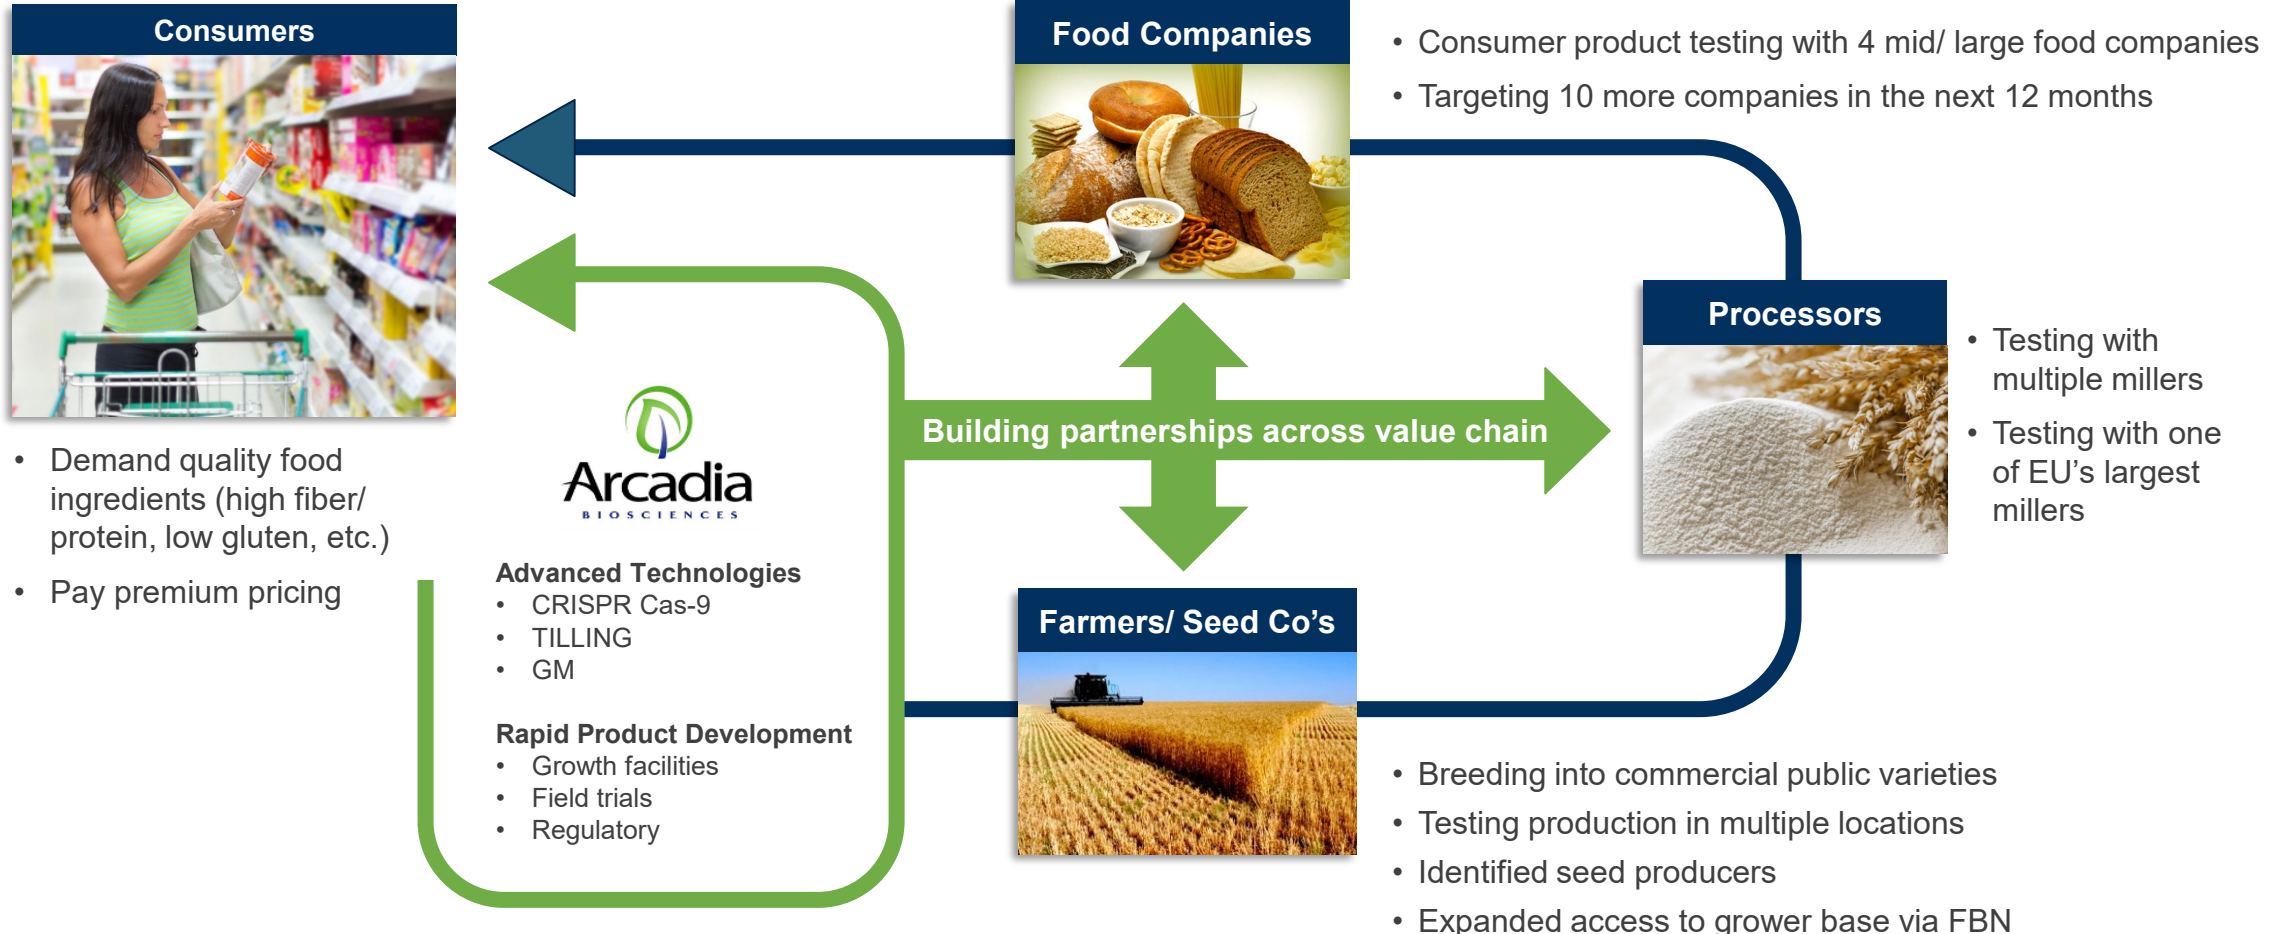 Consumers
• Demand quality food
ingredients (high fiber/
protein, low gluten, etc.)
• Pay premium pricing
Arcadia
BIOSCIENCES
Advanced Technologies
• CRISPR Cas-9
• TILLING
• GM
Rapid Product Development
• Growth facilities
• Field trials
• Regulatory
Building partnerships across value chain
Food Companies
• Consumer product testing with 4 mid/ large food companies
• Targeting 10 more companies in the next 12 months
Processors
• Testing with
multiple millers
• Testing with one
of EU’s largest
millers
Farmers/ Seed Co’s
• Breeding into commercial public varieties
• Testing production in multiple locations
• Identified seed producers
• Expanded access to grower base via FBN